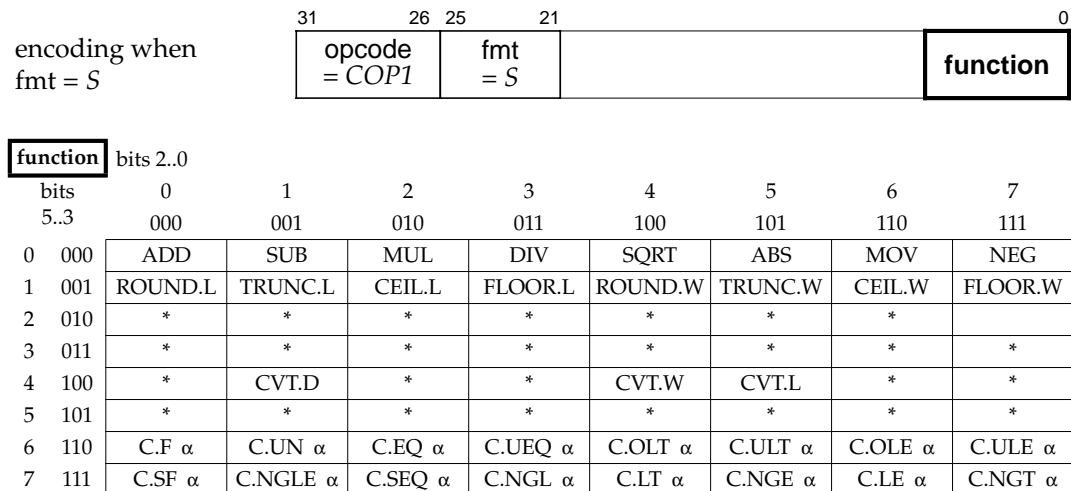 31 26 25 21 0
encoding when opcode fmt function
fmt = S = COP1 = S
function bits 2..0
bits 0 1 2 3 4 5 6 7
5..3 000 001 010 011 100 101 110 111
0 000 ADD SUB MUL DIV SQRT ABS MOV NEG
1 001 ROUND.L TRUNC.L CEIL.L FLOOR.L ROUND.W TRUNC.W CEIL.W FLOOR.W
2 010 * * * * * * *
3 011 * * * * * * * *
4 100 * CVT.D * * CVT.W CVT.L * *
5 101 * * * * * * * *
6 110 C.F α C.UN α C.EQ α C.UEQ α C.OLT α C.ULT α C.OLE α C.ULE α
7 111 C.SF α C.NGLE α C.SEQ α C.NGL α C.LT α C.NGE α C.LE α C.NGT α